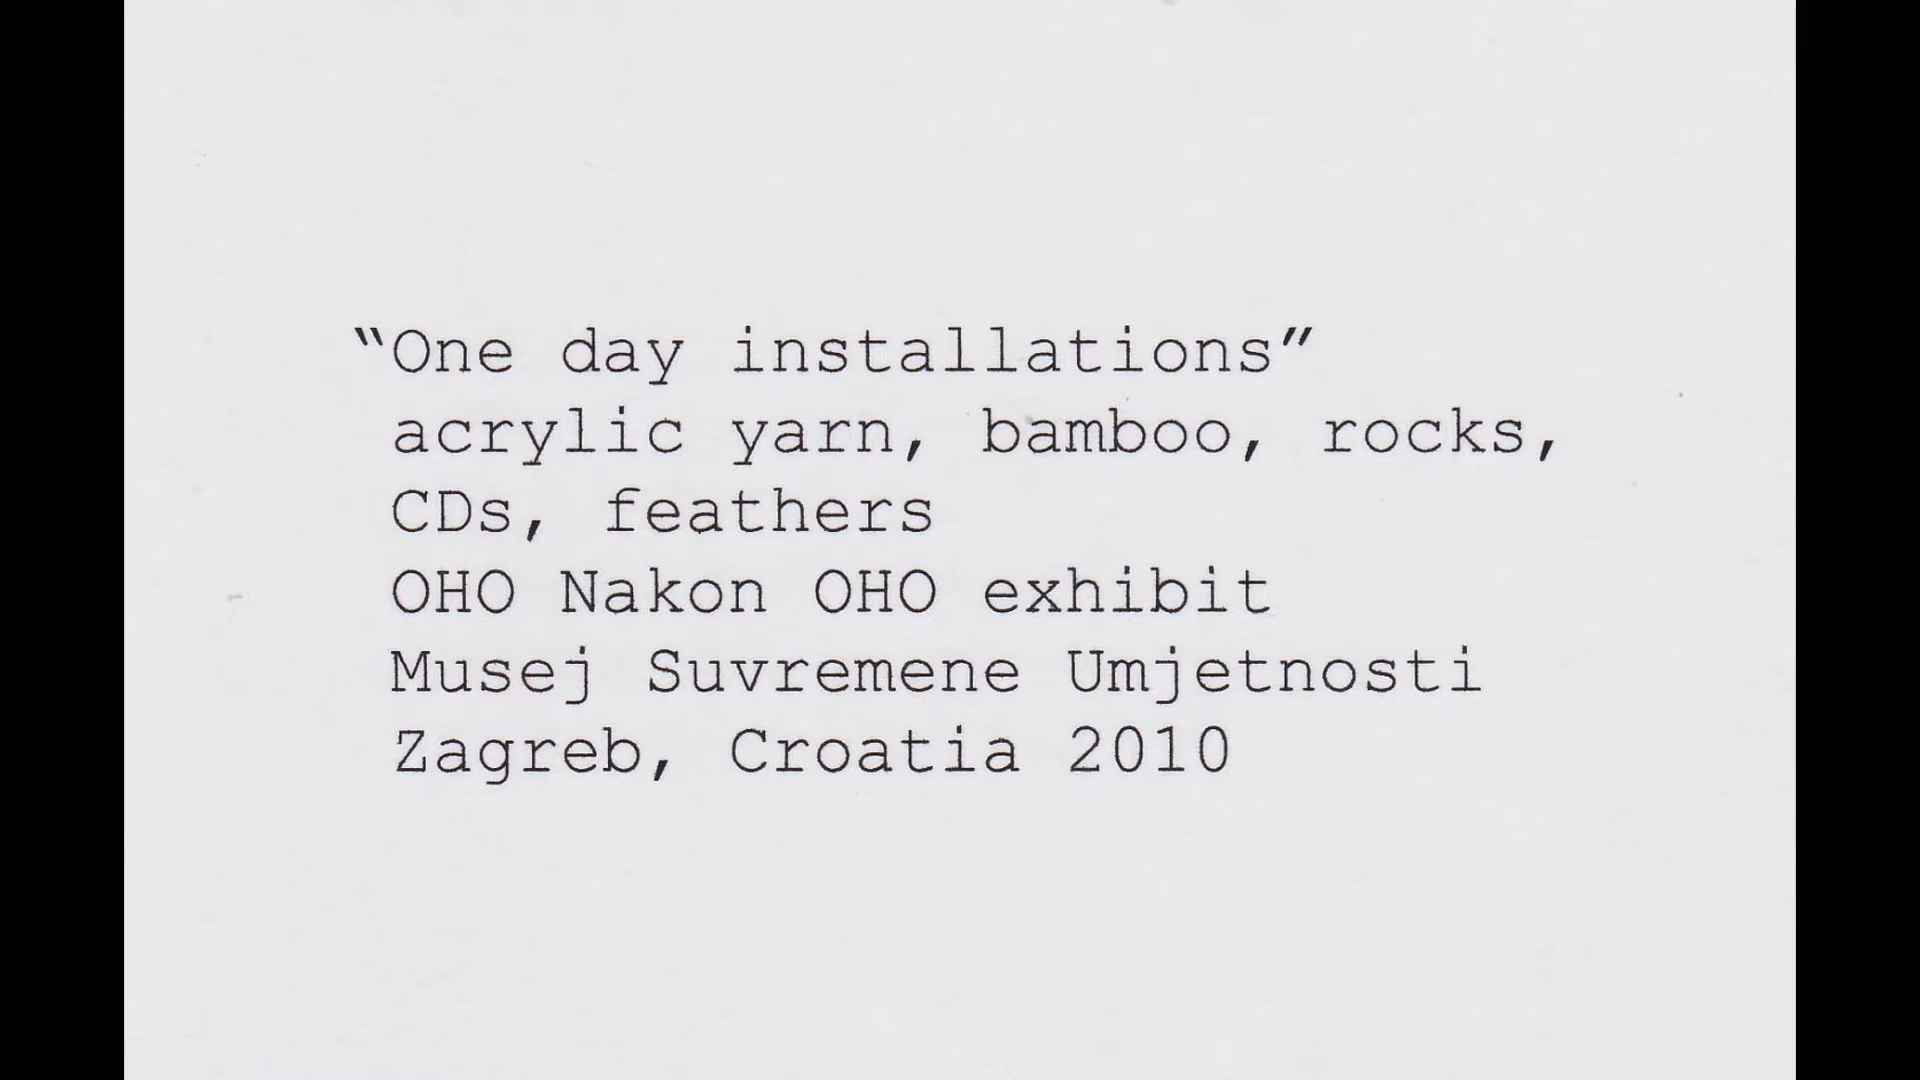 “One day installations”
acrylic yarn, bamboo, rocks,
CDs, feathers
OHO Nakon OHO exhibit
Musej Suvremene Umjetnosti
Zagreb, Croatia 2010